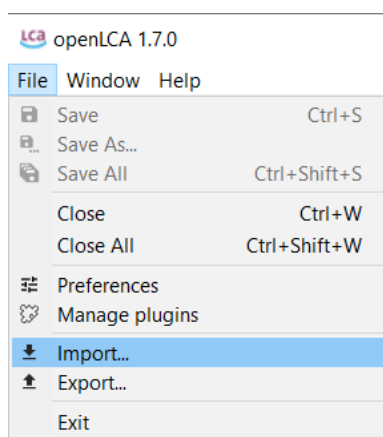 LCA openLCA 1.7.0
File Window Help
Save Ctrl+S
Save As...
Save All Ctrl+Shift+S
Close Ctrl+W
Close All Ctrl+Shift+W
Preferences
Manage plugins
Import...
Export...
Exit